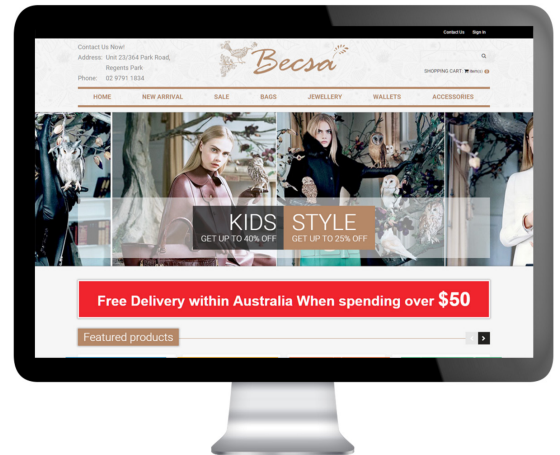 Contact Us Sign In
Contact Us Now!
Address: Unit 23/364 Park Road,
Regents Park
Phone: 02 9791 1834
Becsa
SHOPPING CART:
HOME NEW ARRIVAL SALE BAGS JEWELLERY WALLETS ACCESSORIES
KIDS STYLE
GET UP TO 40% OFF GET UP TO 25% OFF
Free Delivery within Australia When spending over $50
Featured products